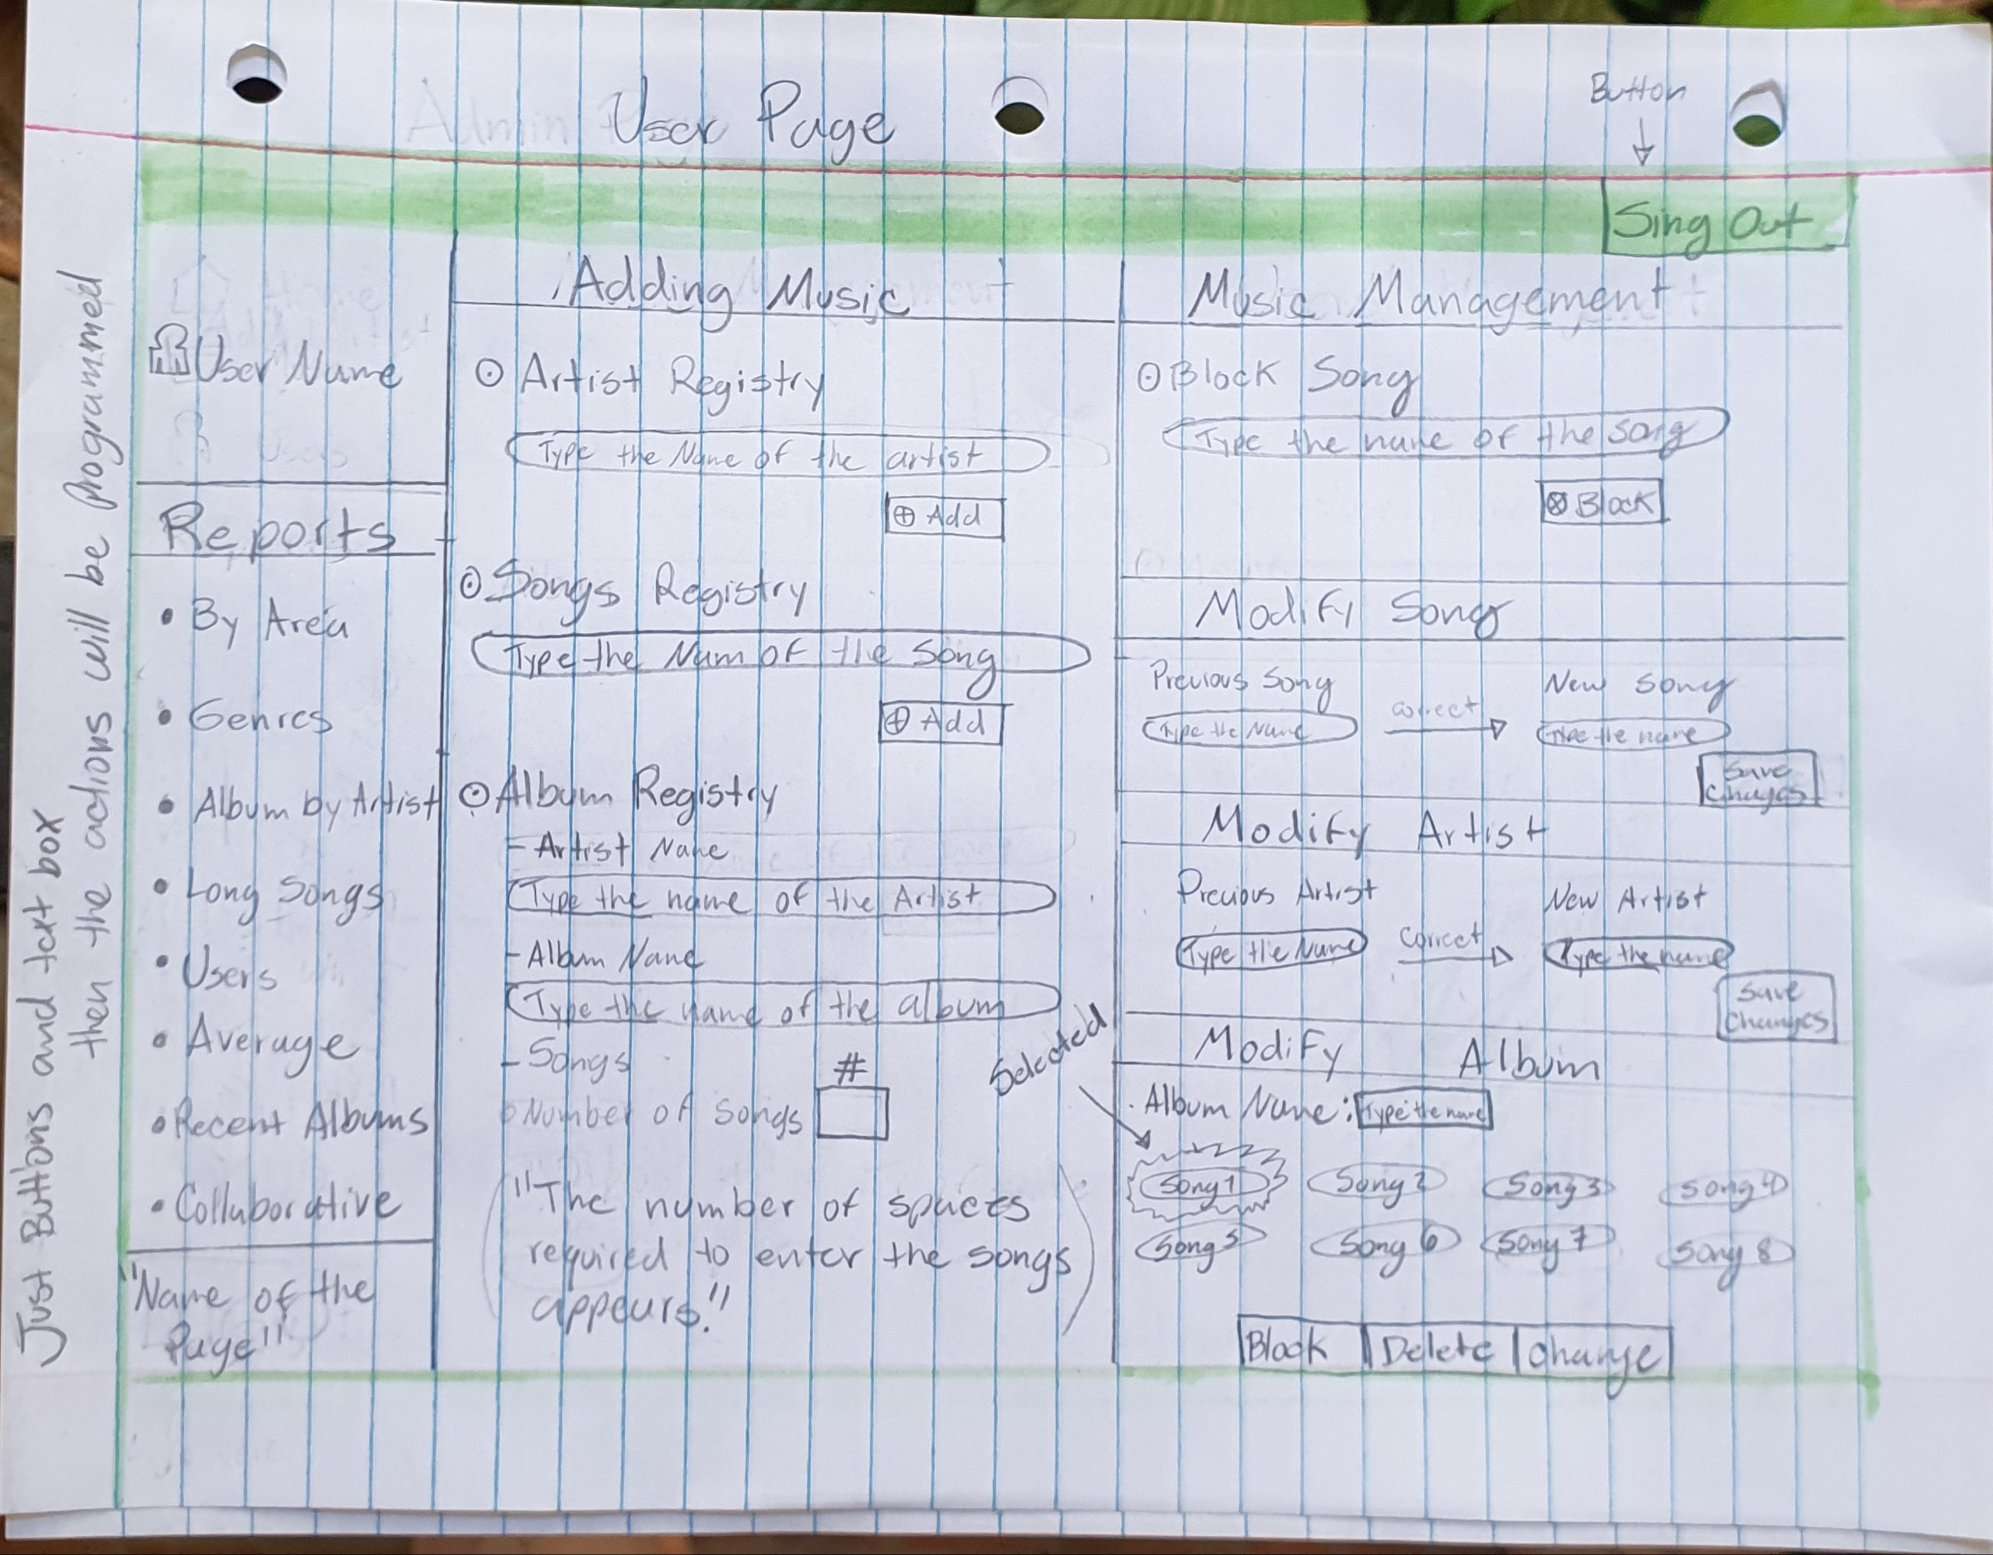 User Page
Button
Sing Out
User Name
Reports
• By Area
• Genres
• Album by Artist
• Long Songs
• Users
• Average
• Recent Albums
• Collaborative
"Name of the
Page"
Adding Music
Artist Registry
Type the Name of the artist
⊕ Add
Songs Registry
Type the Nam of the Song
⊕ Add
Album Registry
- Artist Name
Type the name of the Artist
- Album Name
Type the name of the album
- Songs
#
Number of Songs
"The number of spaces
required to enter the songs
appears."
Music Management
Block Song
Type the name of the song
⊗ Block
Modify Song
Previous Song
correct
New Song
Type the Name
Type the name
Save
Changes
Modify Artist
Previous Artist
correct
New Artist
Type the Name
Type the name
Save
Changes
Modify Album
Selected
. Album Name: Type the name
Song 1 Song 2 Song 3 Song 4
Song 5 Song 6 Song 7 Song 8
Block Delete Change
Just Buttons and text box
then the actions will be programmed